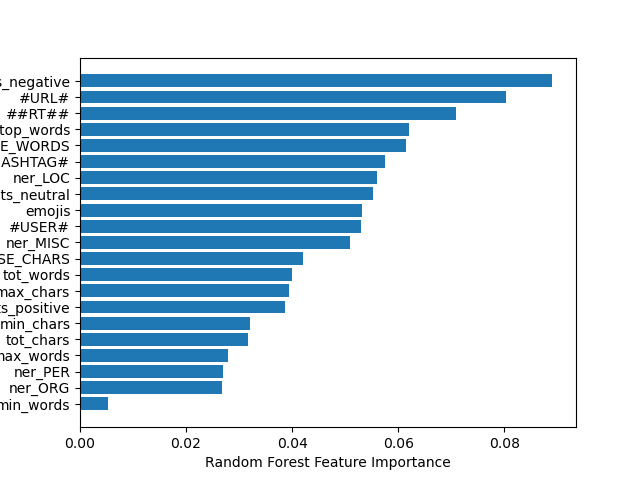 s_negative
#URL#
##RT##
top_words
E_WORDS
ASHTAG#
ner_LOC
ts_neutral
emojis
#USER#
ner_MISC
SE_CHARS
tot_words
max_chars
ts_positive
min_chars
tot_chars
max_words
ner_PER
ner_ORG
min_words
0.00 0.02 0.04 0.06 0.08
Random Forest Feature Importance